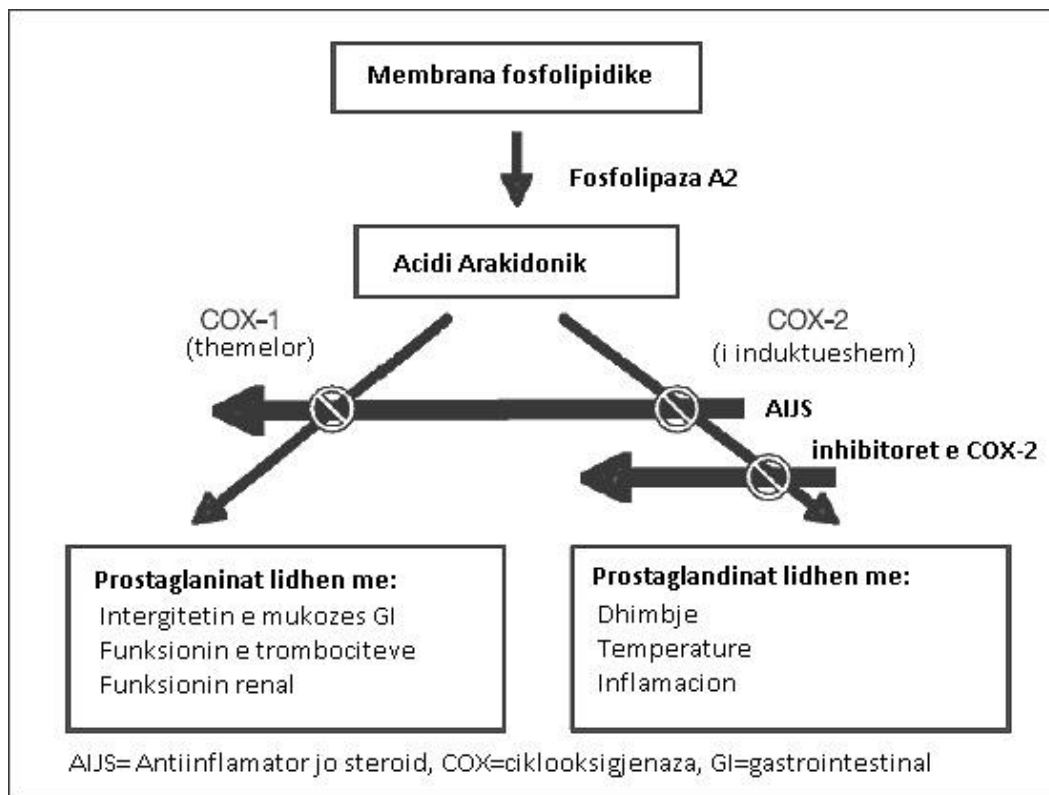 Membrana fosfolipidike
Fosfolipaza A2
Acidi Arakidonik
COX-1
(themelor)
COX-2
(i induktueshem)
AIJS
inhibitoret e COX-2
Prostaglaninat lidhen me:
Intergitetin e mukozes GI
Funksionin e trombociteve
Funksionin renal
Prostaglandinat lidhen me:
Dhimbje
Temperature
Inflamacion
AIJS= Antiinflamator jo steroid, COX=ciklooksigjenaza, GI=gastrointestinal